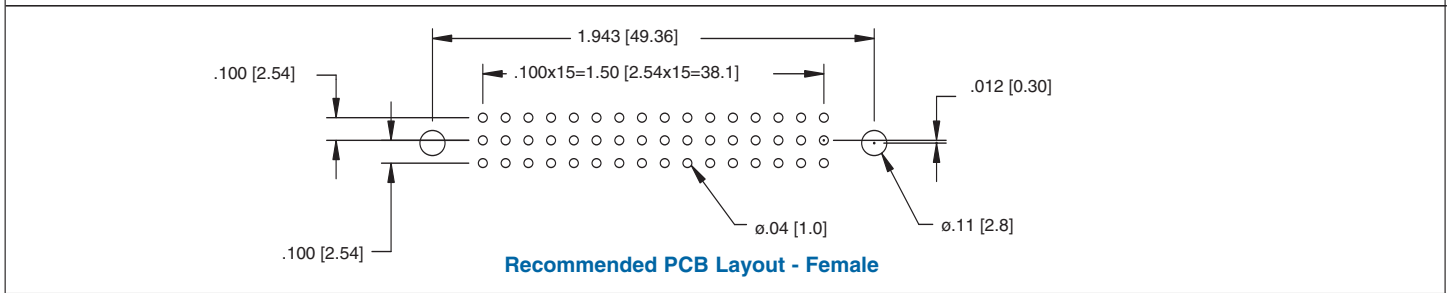 1.943 [49.36]
.100 [2.54]
.100x15=1.50 [2.54x15=38.1]
.012 [0.30]
ø.04 [1.0]
ø.11 [2.8]
.100 [2.54]
Recommended PCB Layout - Female